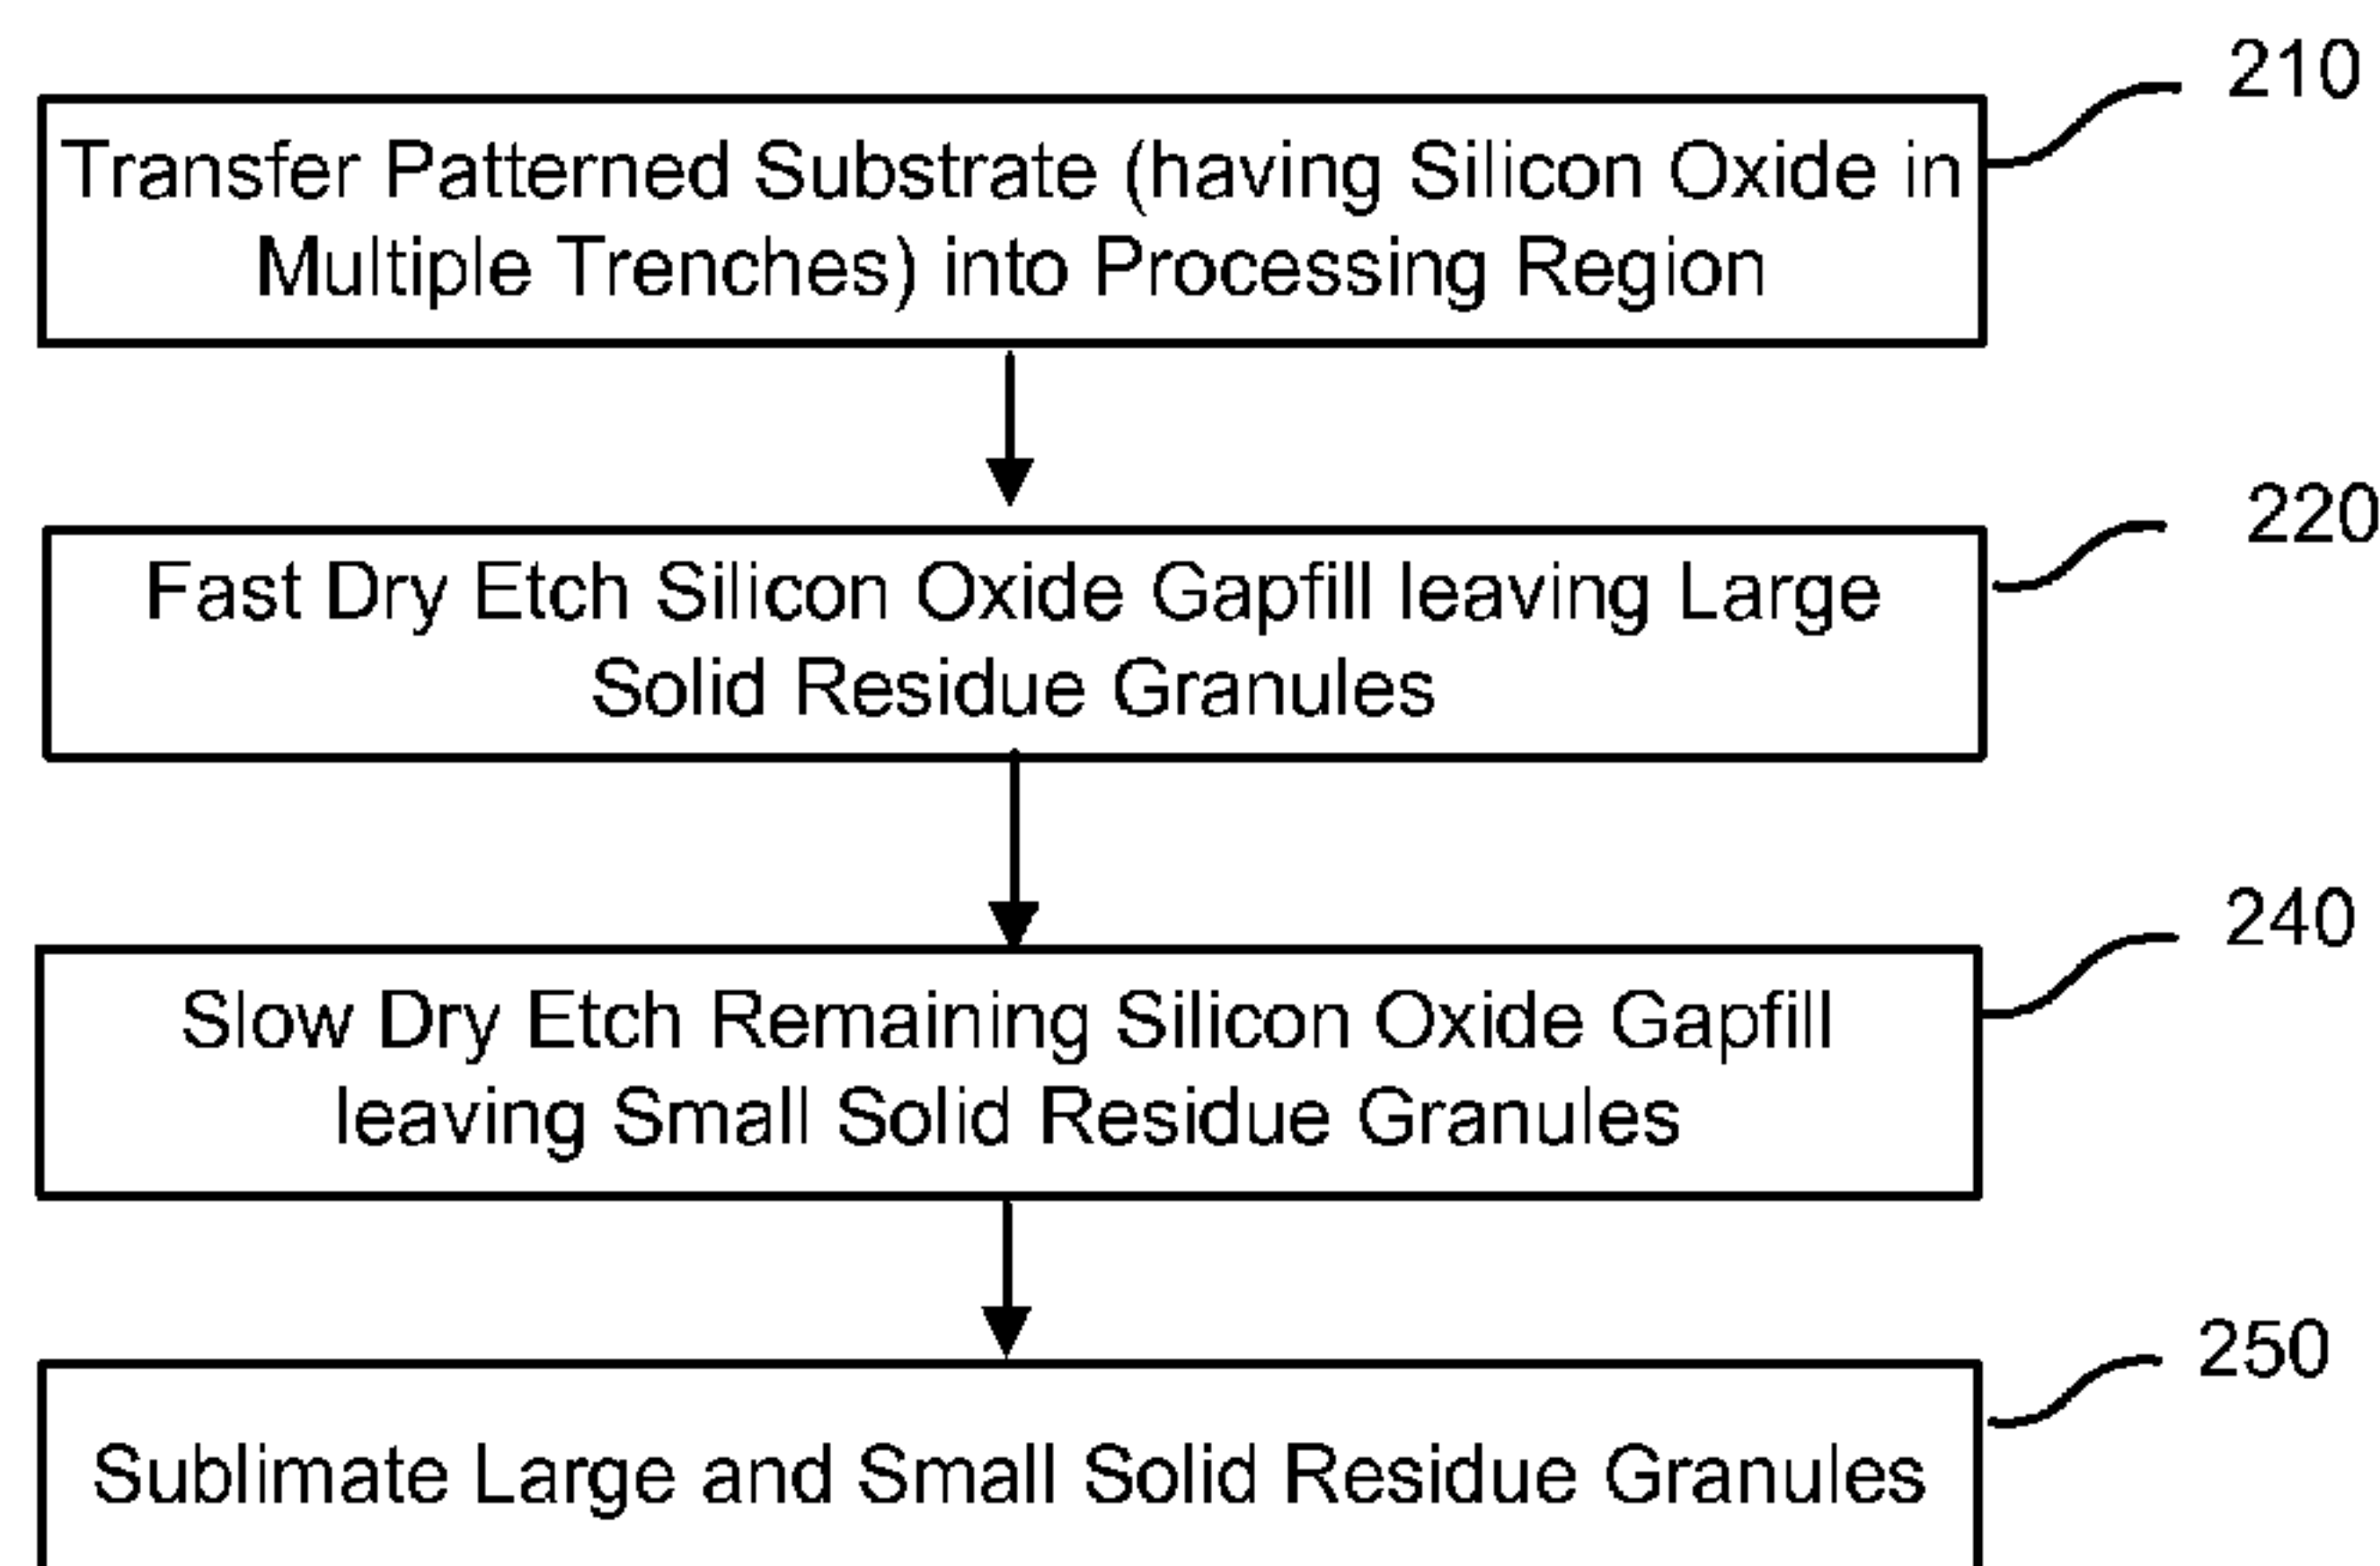 210
Transfer Patterned Substrate (having Silicon Oxide in
Multiple Trenches) into Processing Region
220
Fast Dry Etch Silicon Oxide Gapfill leaving Large
Solid Residue Granules
240
Slow Dry Etch Remaining Silicon Oxide Gapfill
leaving Small Solid Residue Granules
250
Sublimate Large and Small Solid Residue Granules